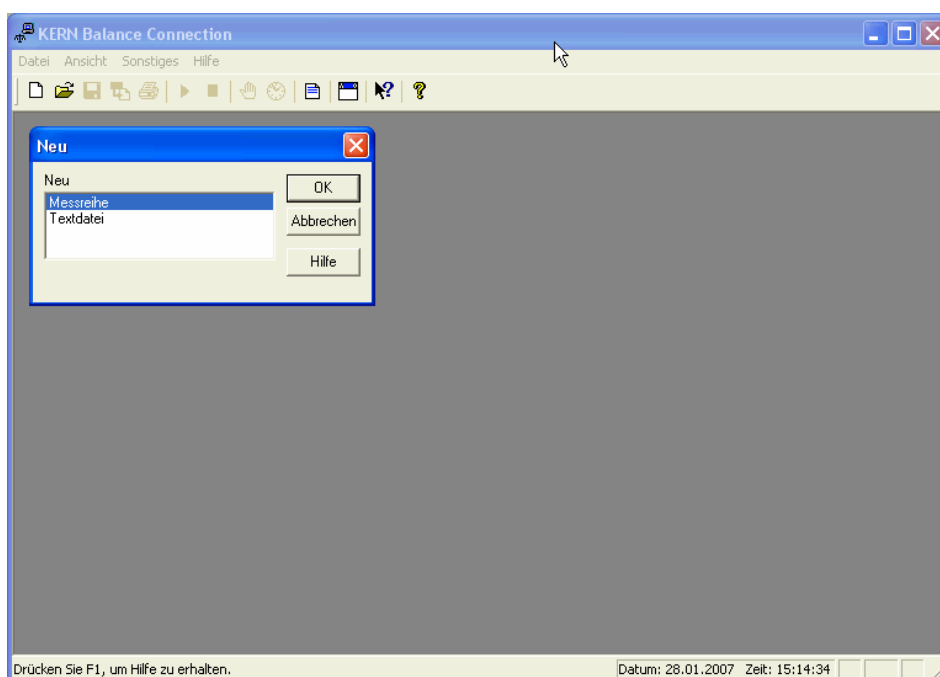 KERN Balance Connection
Datei Ansicht Sonstiges Hilfe
Neu
Neu
Messreihe
Textdatei
OK
Abbrechen
Hilfe
Drücken Sie F1, um Hilfe zu erhalten.
Datum: 28.01.2007 Zeit: 15:14:34